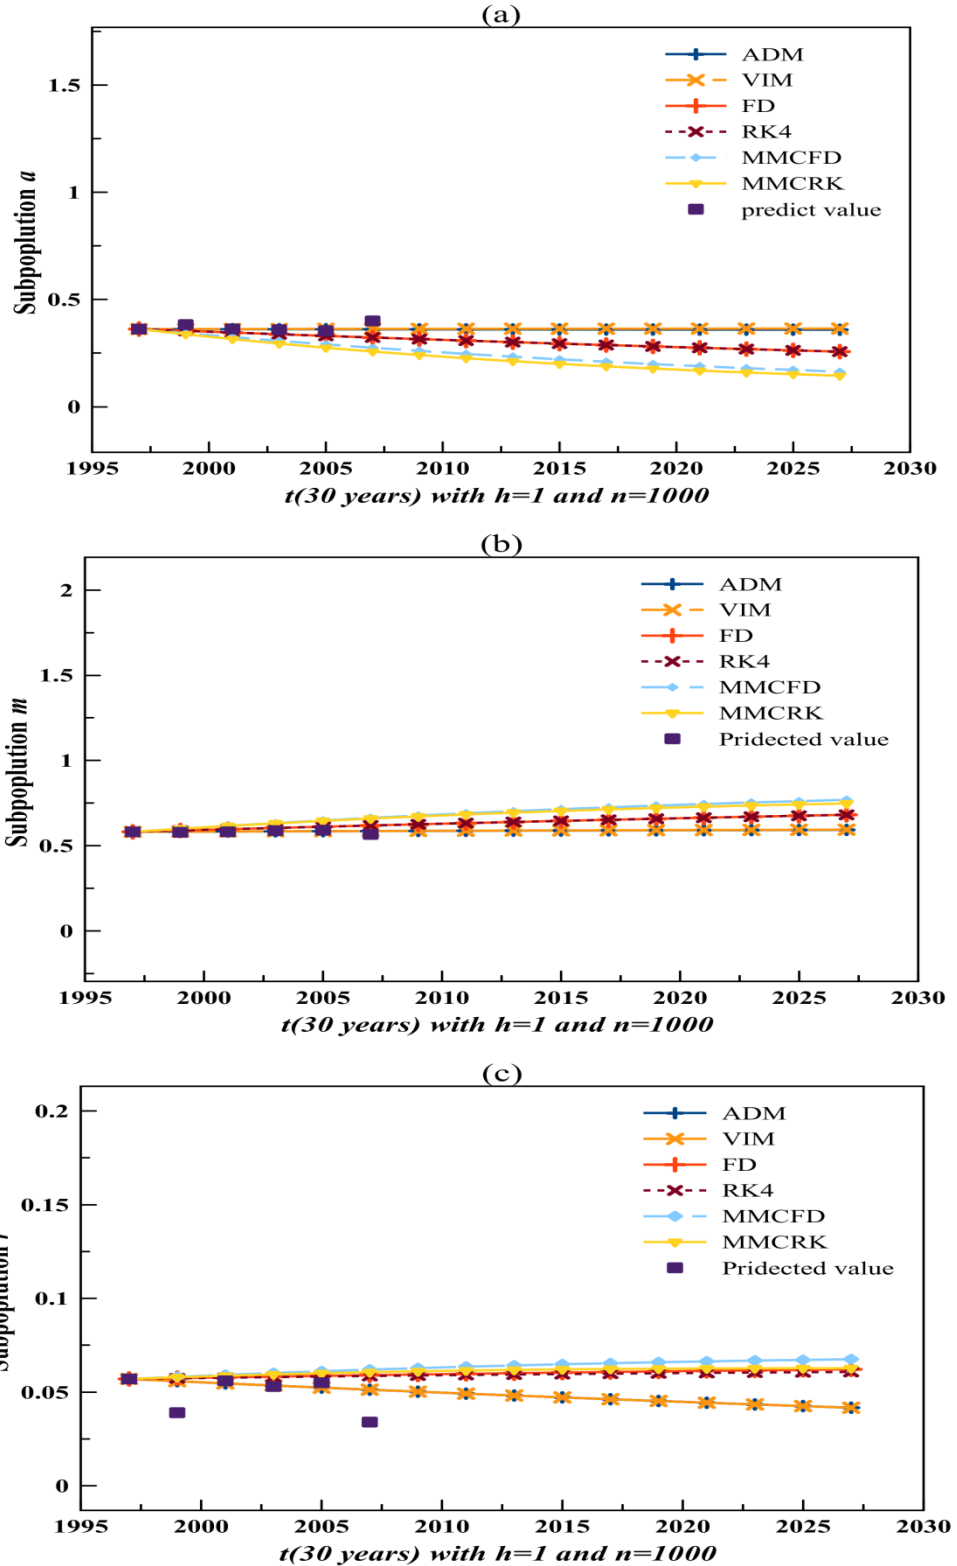 (a)
1.5
1
0.5
0
Subpoplution a
ADM
VIM
FD
RK4
MMCFD
MMCRK
predict value
1995 2000 2005 2010 2015 2020 2025 2030
t(30 years) with h=1 and n=1000
(b)
2
1.5
1
0.5
0
Subpoplution m
ADM
VIM
FD
RK4
MMCFD
MMCRK
Pridected value
1995 2000 2005 2010 2015 2020 2025 2030
t(30 years) with h=1 and n=1000
(c)
0.2
0.15
0.1
0.05
0
Subpoplution
ADM
VIM
FD
RK4
MMCFD
MMCRK
Pridected value
1995 2000 2005 2010 2015 2020 2025 2030
t(30 years) with h=1 and n=1000